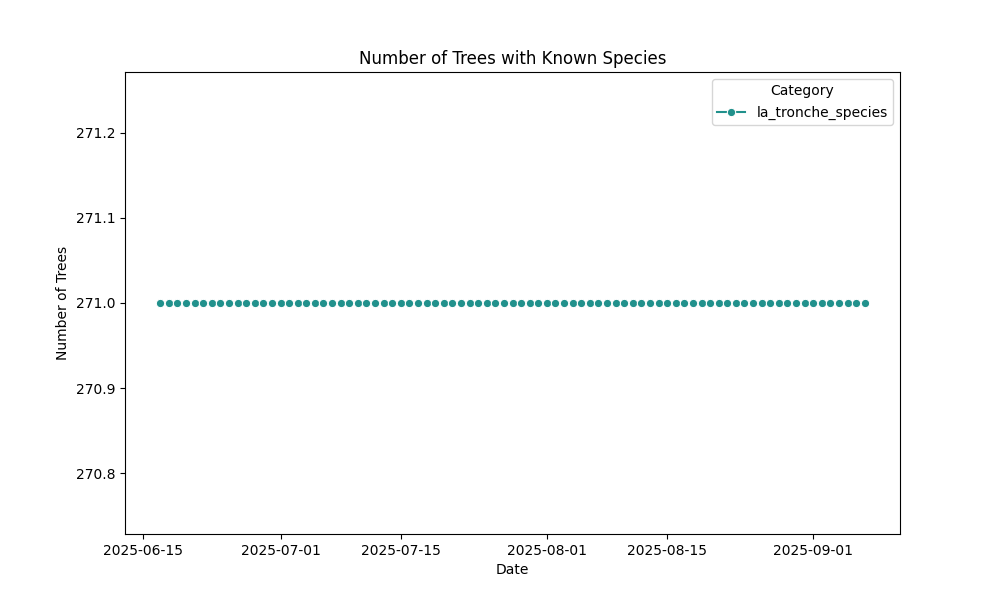 Number of Trees with Known Species
Category
la_tronche_species
Number of Trees
271.2
271.1
271.0
270.9
270.8
2025-06-15
2025-07-01
2025-07-15
2025-08-01
2025-08-15
2025-09-01
Date